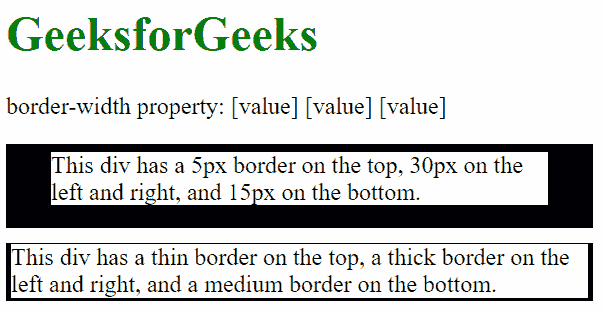 GeeksforGeeks
border-width property: [value] [value] [value]
This div has a 5px border on the top, 30px on the
left and right, and 15px on the bottom.
This div has a thin border on the top, a thick border on the
left and right, and a medium border on the bottom.